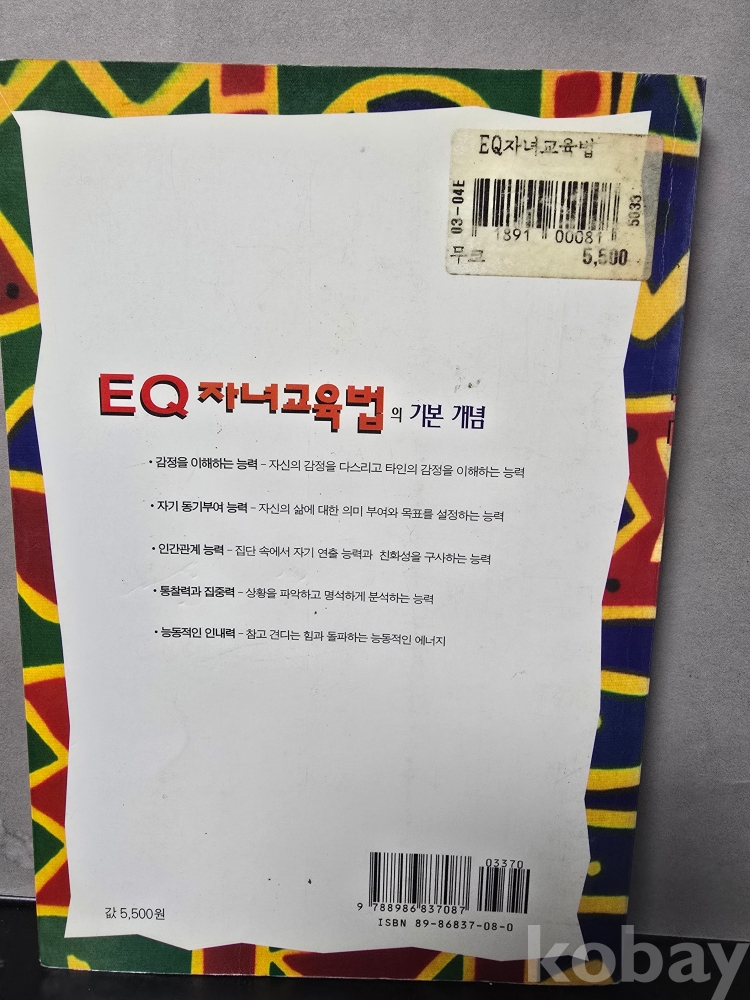 EQ자녀교육법
03-04E
5033
1891 00081
무크 5,500
EQ 자녀교육법의 기본 개념
• 감정을 이해하는 능력 – 자신의 감정을 다스리고 타인의 감정을 이해하는 능력
• 자기 동기부여 능력 – 자신의 삶에 대한 의미 부여와 목표를 설정하는 능력
• 인간관계 능력 – 집단 속에서 자기 연출 능력과 친화성을 구사하는 능력
• 통찰력과 집중력 – 상황을 파악하고 명석하게 분석하는 능력
• 능동적인 인내력 – 참고 견디는 힘과 돌파하는 능동적인 에너지
03370
9 788986 837087
ISBN 89-86837-08-0
값 5,500원
kobay